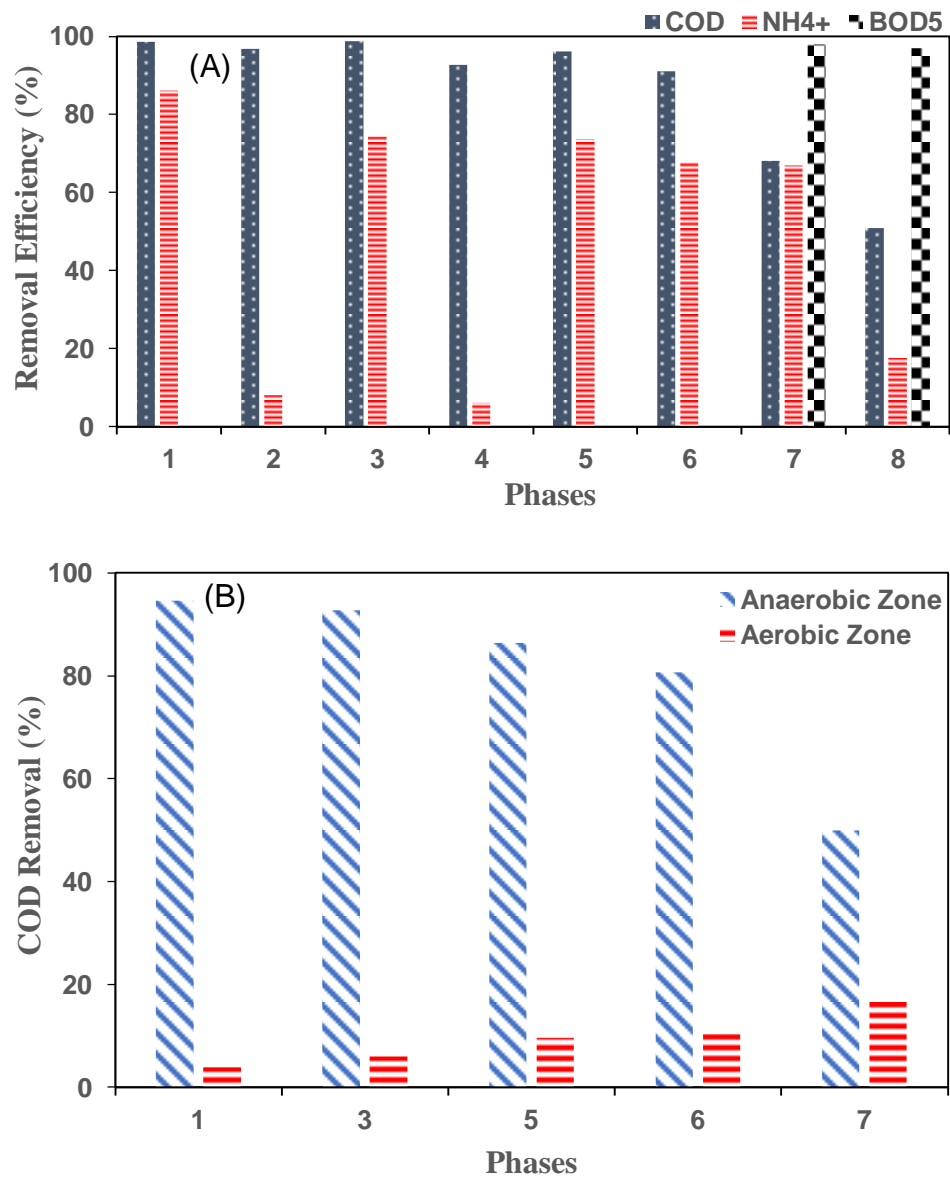 COD NH4+ BOD5
(A)
100
80
60
40
20
0
Removal Efficiency (%)
1 2 3 4 5 6 7 8
Phases
(B)
Anaerobic Zone
Aerobic Zone
100
80
60
40
20
0
COD Removal (%)
1 3 5 6 7
Phases